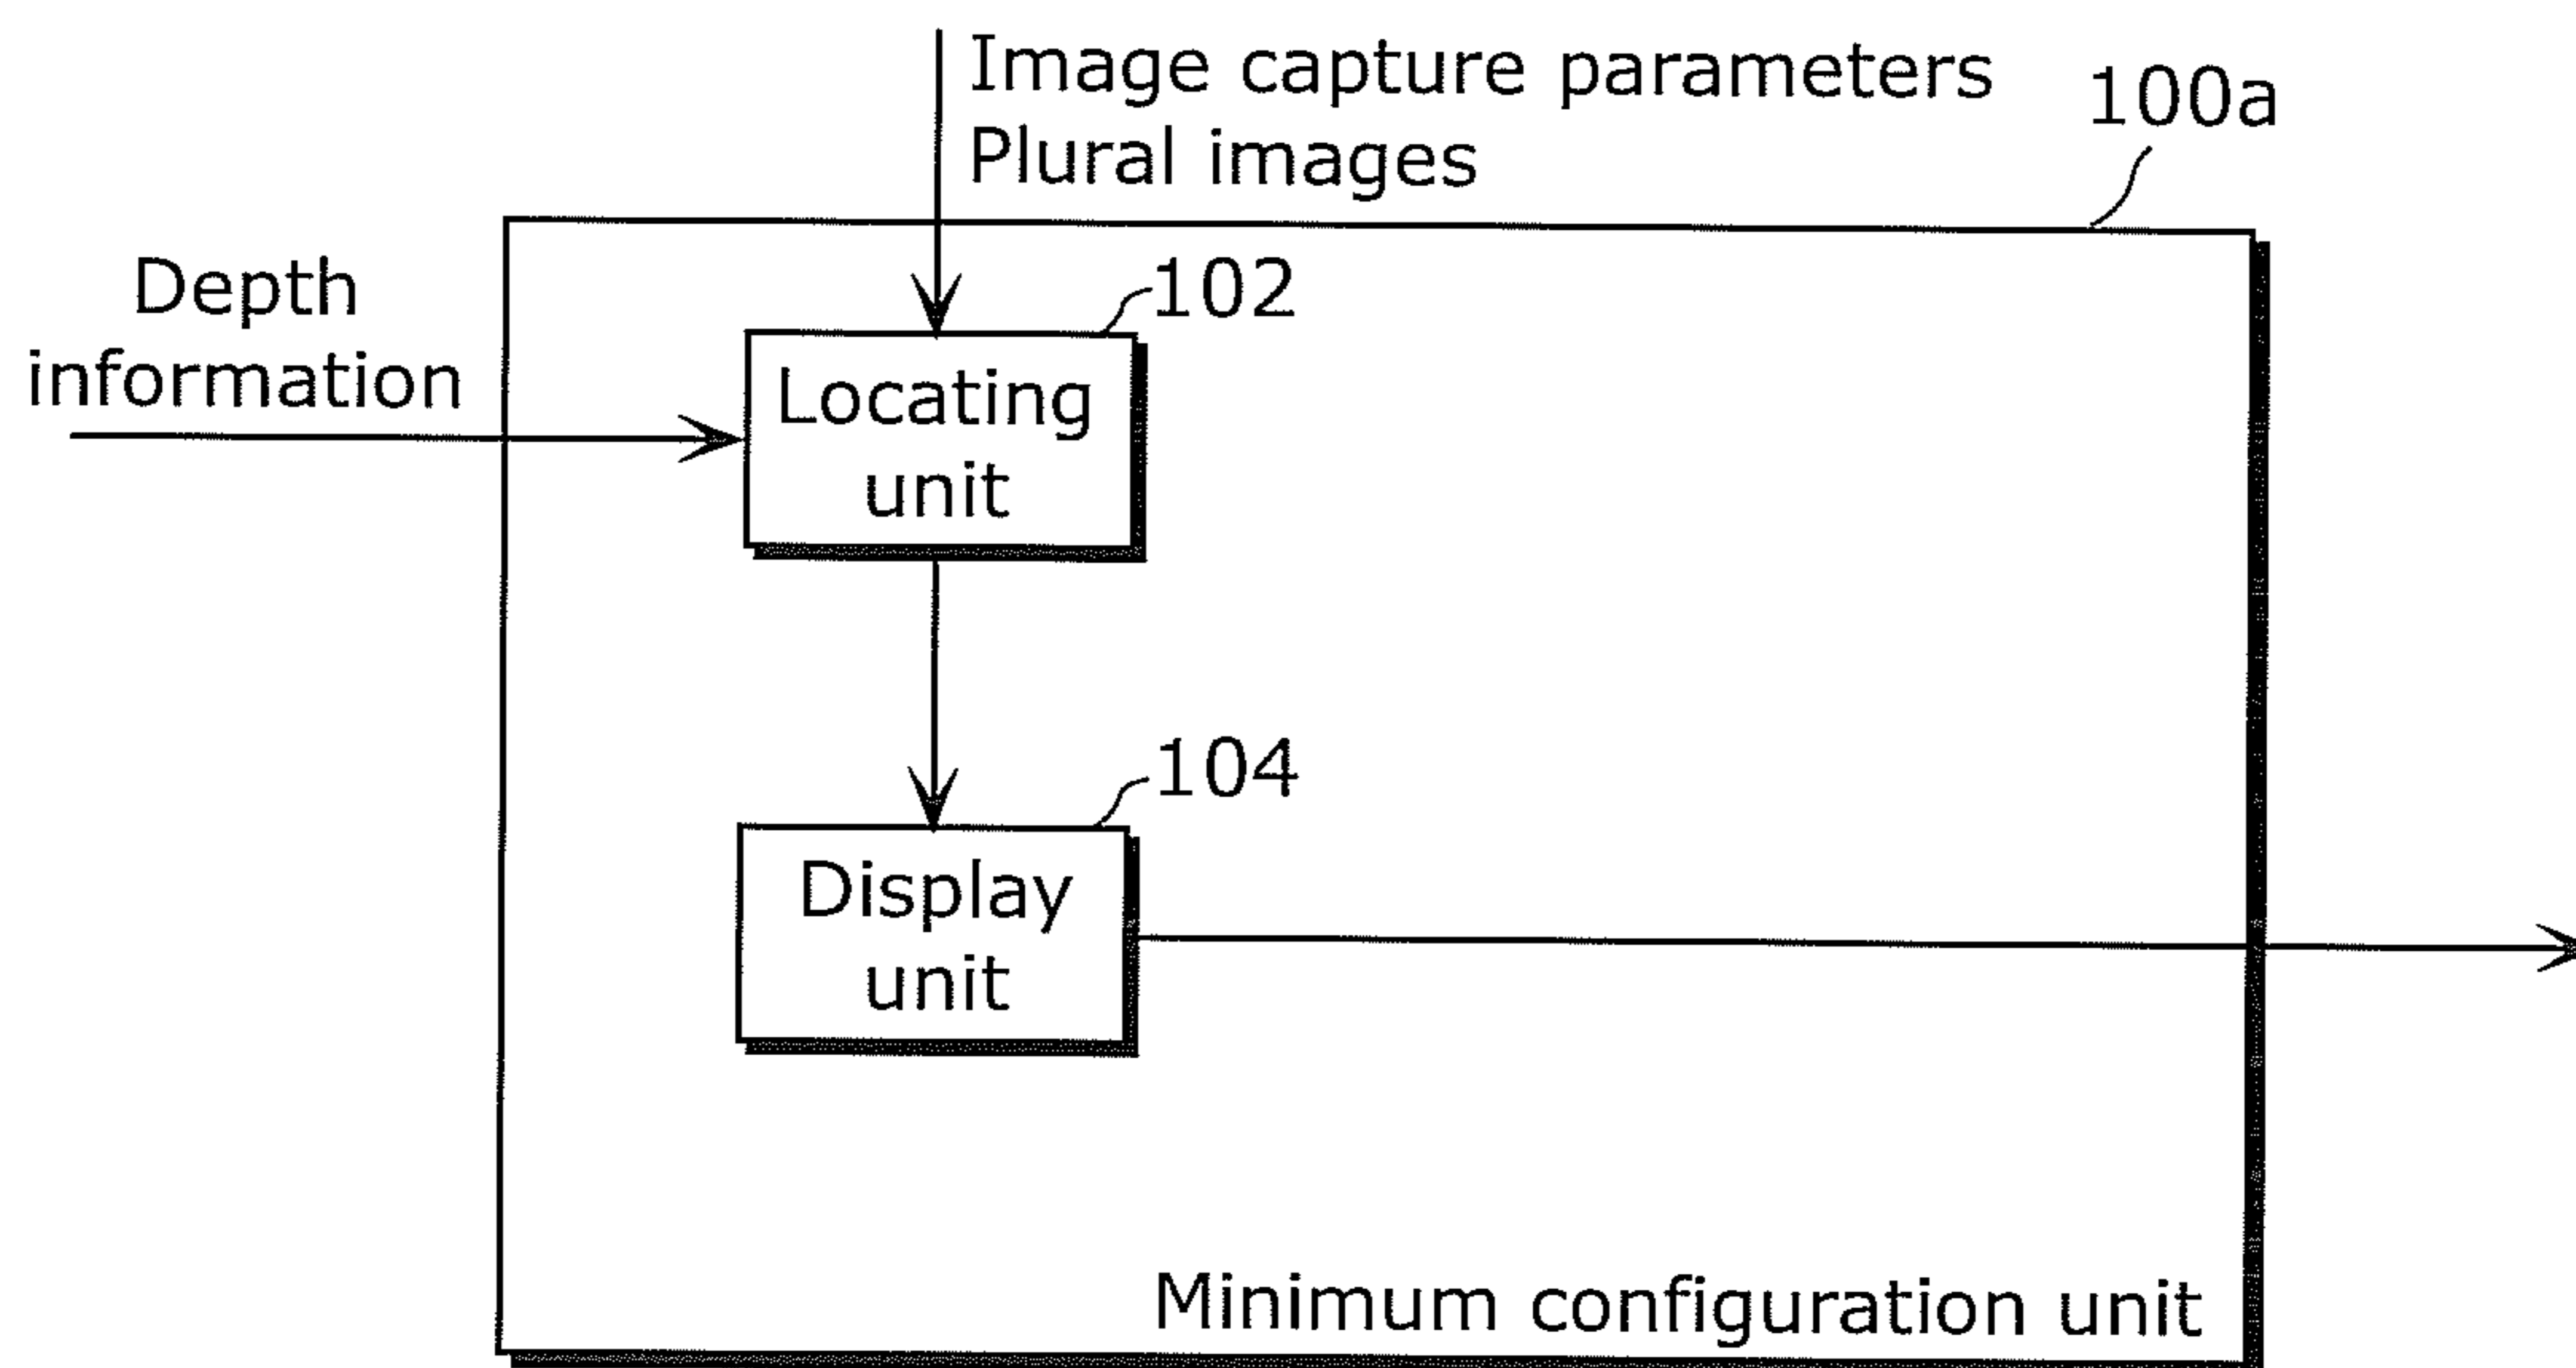 Image capture parameters
Plural images
100a
Depth
information
102
Locating
unit
104
Display
unit
Minimum configuration unit